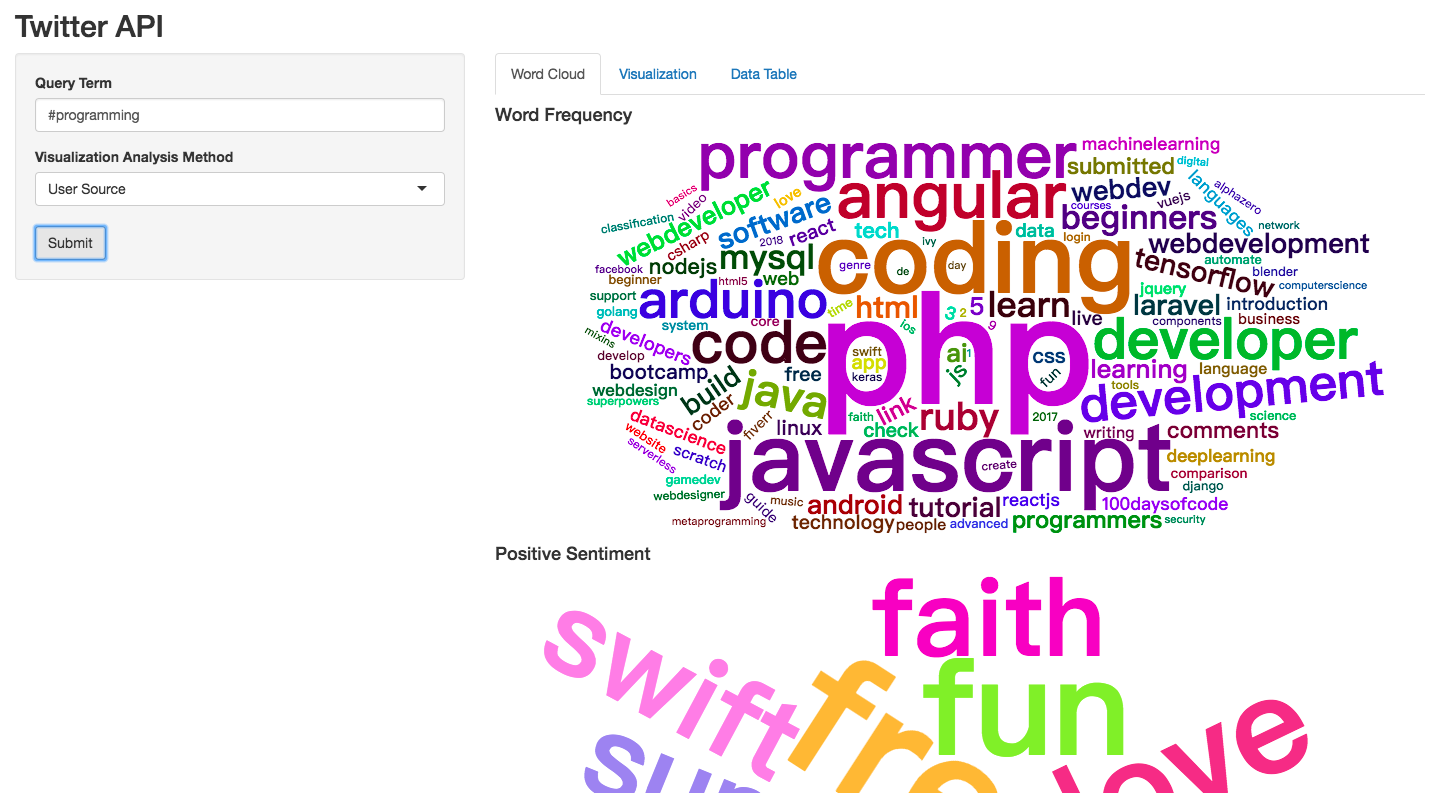 Twitter API
Query Term
#programming
Visualization Analysis Method
User Source
Submit
Word Cloud Visualization Data Table
Word Frequency
programmer
machinelearning
submitted
digital
languages
alphazero
angular
webdev
courses
vuejs
beginners
network
basics
video
love
classification
webdeveloper
software
csharp
2018
react
tech
ivy
data
login
webdevelopment
automate
blender
computerscience
facebook
beginner
nodejs
mysql
html5
web
genre
coding
de
day
tensorflow
jquery
laravel
introduction
business
components
support
golang
arduino
time
html
ios
3
2
5
9
learn
live
system
core
mixins
developers
develop
code
php
swift
app
keras
ai
1
js
css
fun
developer
learning
language
tools
bootcamp
free
webdesign
superpowers
build
coder
java
faith
link
check
ruby
2017
development
science
writing
comments
datascience
website
serverless
scratch
fiverr
linux
javascript
create
deeplearning
comparison
django
gamedev
webdesigner
guide
music
android
tutorial
reactjs
100daysofcode
metaprogramming
technology
people
advanced
programmers
security
Positive Sentiment
faith
swift
fun
love